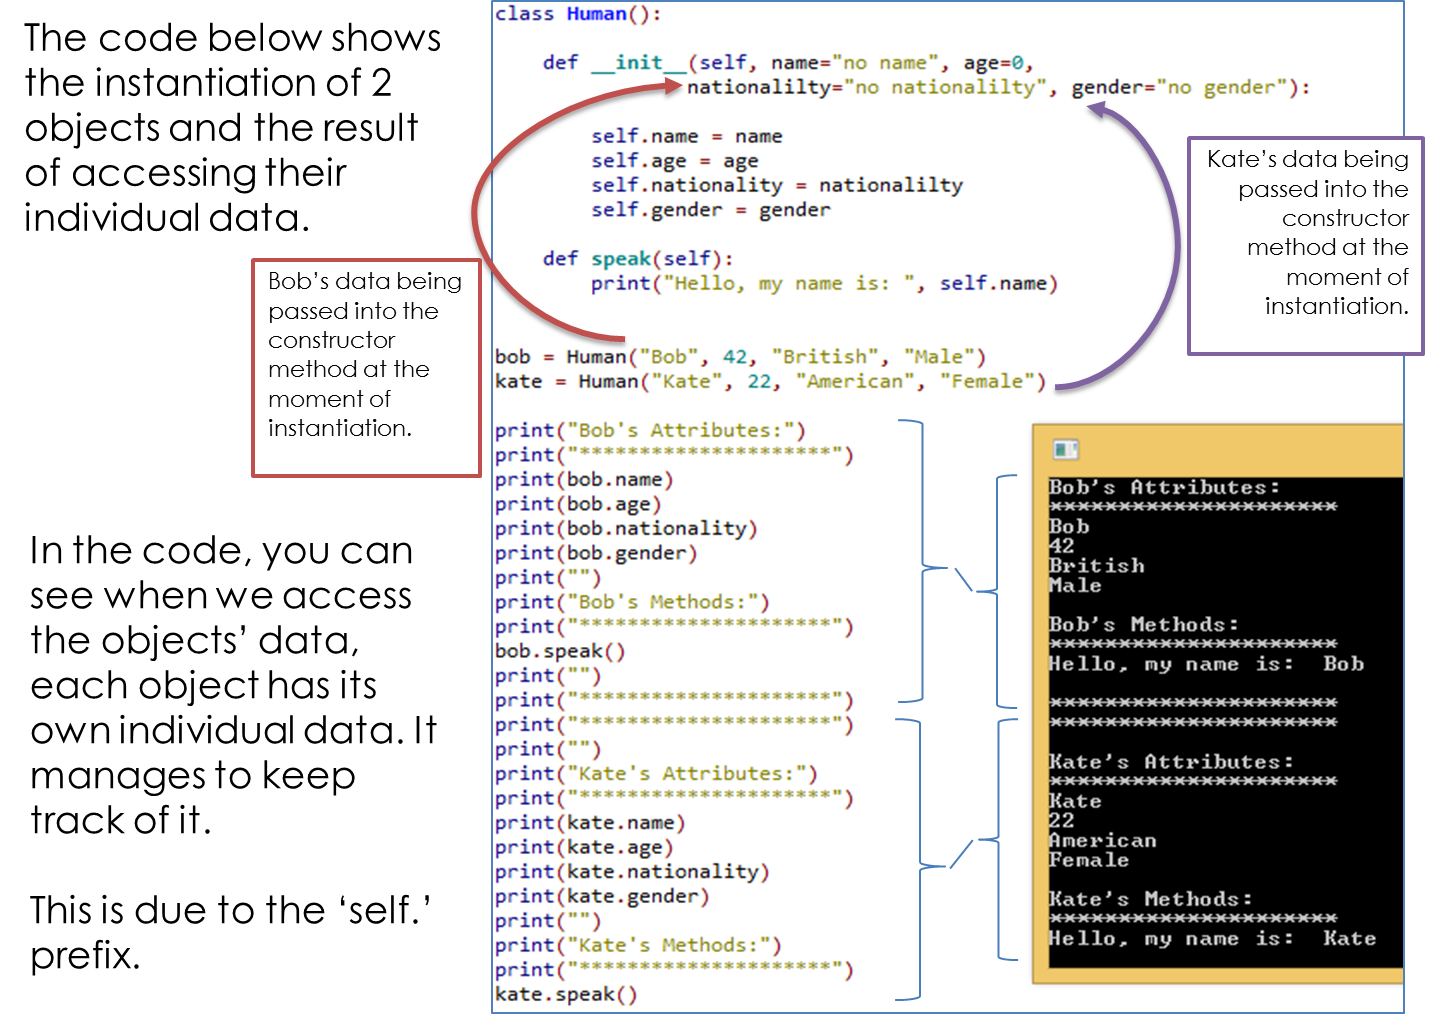 The code below shows
the instantiation of 2
objects and the result
of accessing their
individual data.
Bob's data being
passed into the
constructor
method at the
moment of
instantiation.
In the code, you can
see when we access
the objects' data,
each object has its
own individual data. It
manages to keep
track of it.
This is due to the 'self.'
prefix.
class Human():
def __init__(self, name="no name", age=0,
nationalilty="no nationalilty", gender="no gender"):
self.name = name
self.age = age
self.nationality = nationalilty
self.gender = gender
def speak(self):
print("Hello, my name is: ", self.name)
bob = Human("Bob", 42, "British", "Male")
kate = Human("Kate", 22, "American", "Female")
print("Bob's Attributes:")
print("*********************")
print(bob.name)
print(bob.age)
print(bob.nationality)
print(bob.gender)
print("")
print("Bob's Methods:")
print("*********************")
bob.speak()
print("")
print("*********************")
print("*********************")
print("")
print("Kate's Attributes:")
print("*********************")
print(kate.name)
print(kate.age)
print(kate.nationality)
print(kate.gender)
print("")
print("Kate's Methods:")
print("*********************")
kate.speak()
Kate's data being
passed into the
constructor
method at the
moment of
instantiation.
Bob's Attributes:
*********************
Bob
42
British
Male
Bob's Methods:
*********************
Hello, my name is:  Bob
*********************
*********************
Kate's Attributes:
*********************
Kate
22
American
Female
Kate's Methods:
*********************
Hello, my name is:  Kate